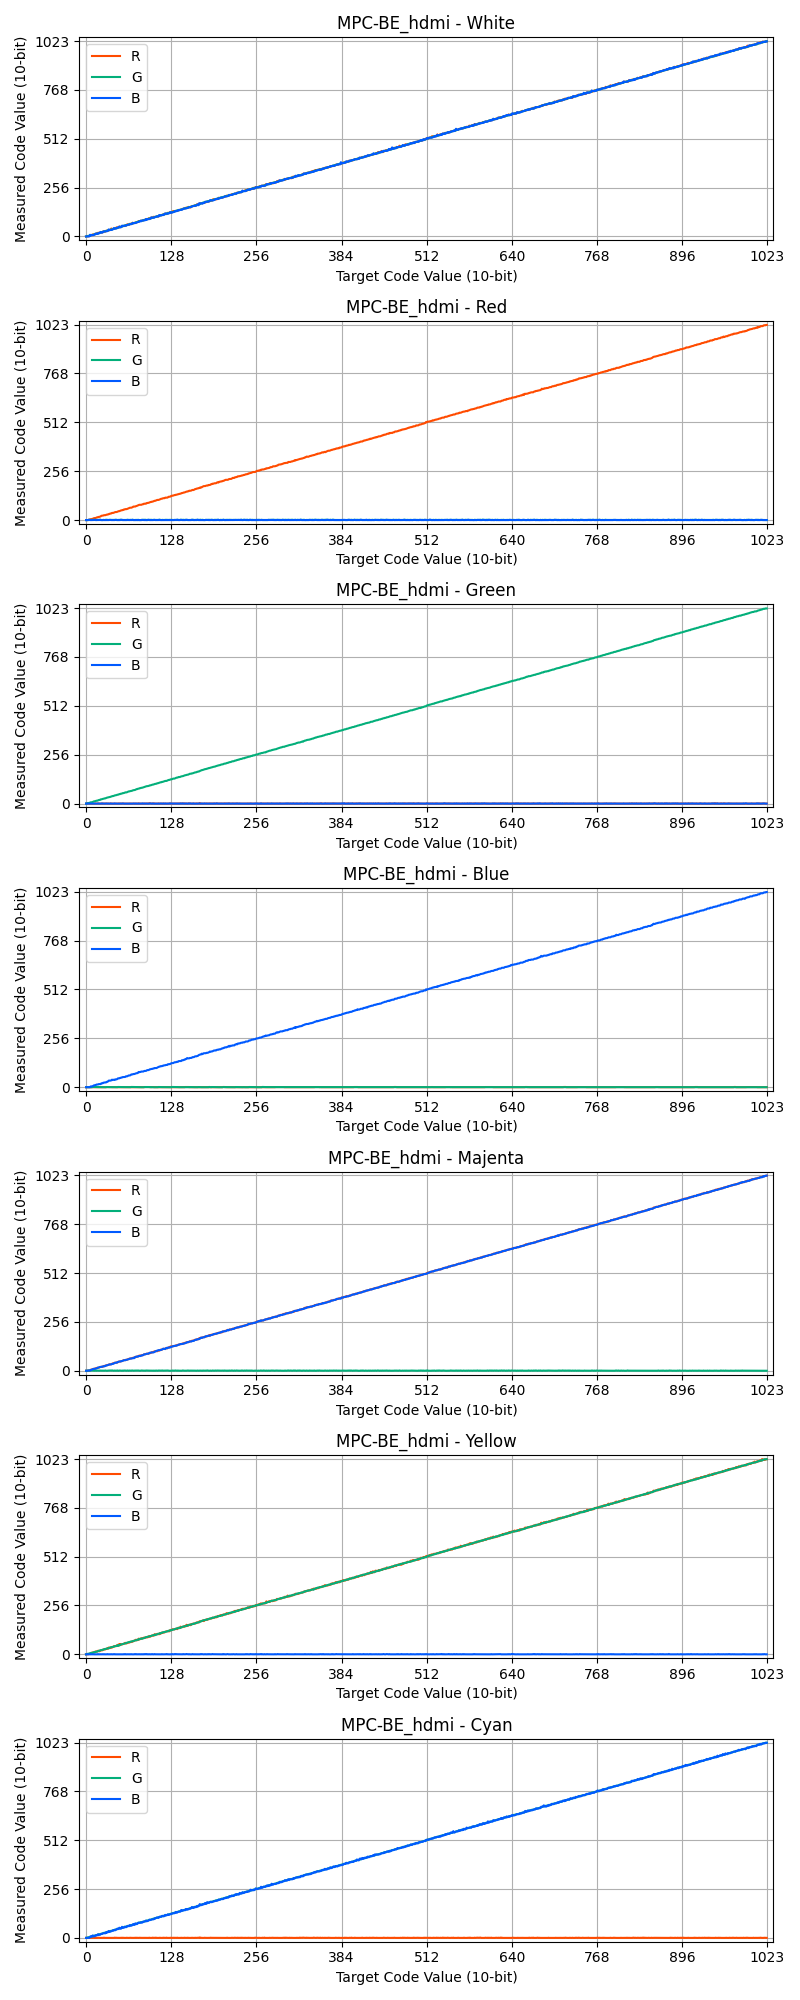 MPC-BE_hdmi - White
Measured Code Value (10-bit)
1023
768
512
256
0
R
G
B
0 128 256 384 512 640 768 896 1023
Target Code Value (10-bit)
MPC-BE_hdmi - Red
Measured Code Value (10-bit)
1023
768
512
256
0
R
G
B
0 128 256 384 512 640 768 896 1023
Target Code Value (10-bit)
MPC-BE_hdmi - Green
Measured Code Value (10-bit)
1023
768
512
256
0
R
G
B
0 128 256 384 512 640 768 896 1023
Target Code Value (10-bit)
MPC-BE_hdmi - Blue
Measured Code Value (10-bit)
1023
768
512
256
0
R
G
B
0 128 256 384 512 640 768 896 1023
Target Code Value (10-bit)
MPC-BE_hdmi - Majenta
Measured Code Value (10-bit)
1023
768
512
256
0
R
G
B
0 128 256 384 512 640 768 896 1023
Target Code Value (10-bit)
MPC-BE_hdmi - Yellow
Measured Code Value (10-bit)
1023
768
512
256
0
R
G
B
0 128 256 384 512 640 768 896 1023
Target Code Value (10-bit)
MPC-BE_hdmi - Cyan
Measured Code Value (10-bit)
1023
768
512
256
0
R
G
B
0 128 256 384 512 640 768 896 1023
Target Code Value (10-bit)